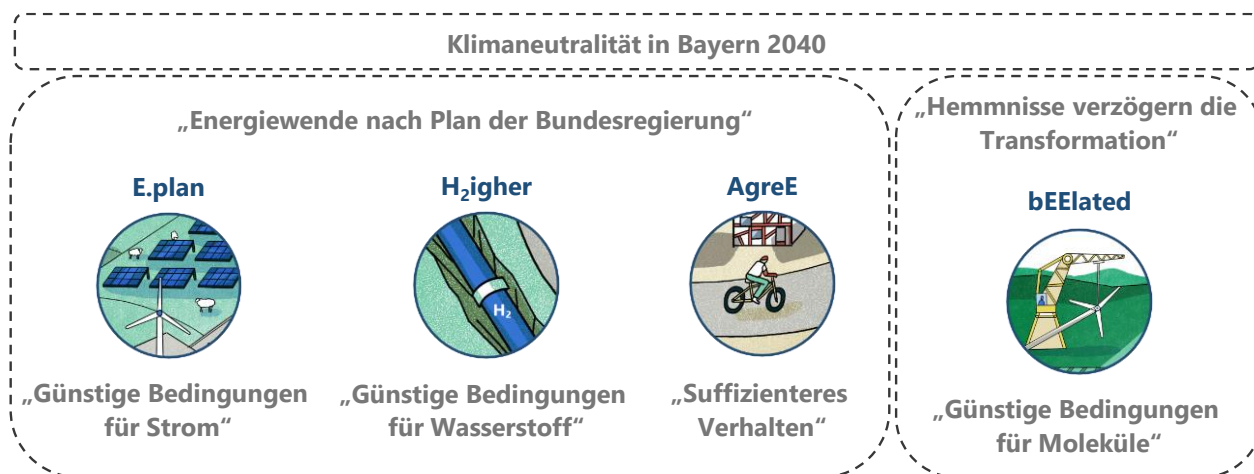 Klimaneutralität in Bayern 2040
„Energiewende nach Plan der Bundesregierung“
E.plan
„Günstige Bedingungen
für Strom“
H₂igher
H₂
„Günstige Bedingungen
für Wasserstoff“
AgreE
„Suffizienteres
Verhalten“
„Hemmnisse verzögern die
Transformation“
bEElated
„Günstige Bedingungen
für Moleküle“